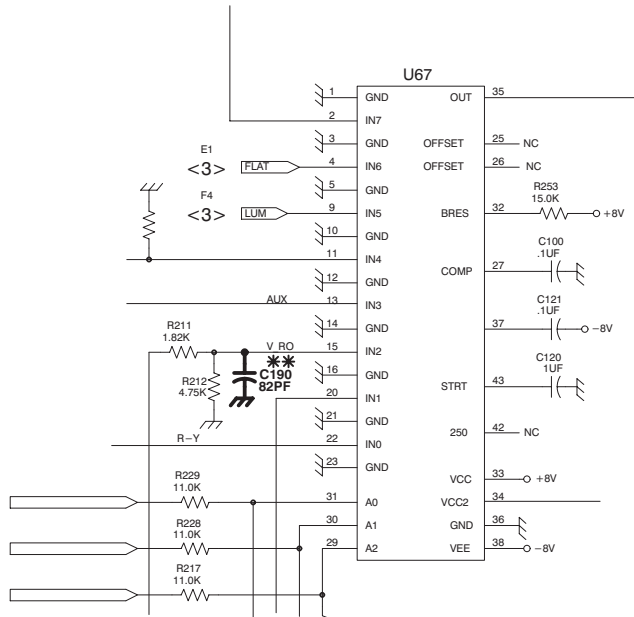 U67
1 GND OUT 35
2 IN7
3 GND OFFSET 25 NC
E1
<3> FLAT 4 IN6 OFFSET 26 NC
5 GND
F4
<3> LUM 9 IN5 BRES 32 R253 15.0K +8V
10 GND
11 IN4 COMP 27 C100 .1UF
12 GND
AUX 13 IN3
14 GND 37 C121 .1UF −8V
R211
1.82K
V_RO 15 IN2
**
C190
82PF
R212
4.75K
16 GND STRT 43 C120 1UF
20 IN1
21 GND 250 42 NC
R−Y 22 IN0
23 GND VCC 33 +8V
R229
11.0K
31 A0 VCC2 34
R228
11.0K
30 A1 GND 36
29 A2 VEE 38 −8V
R217
11.0K